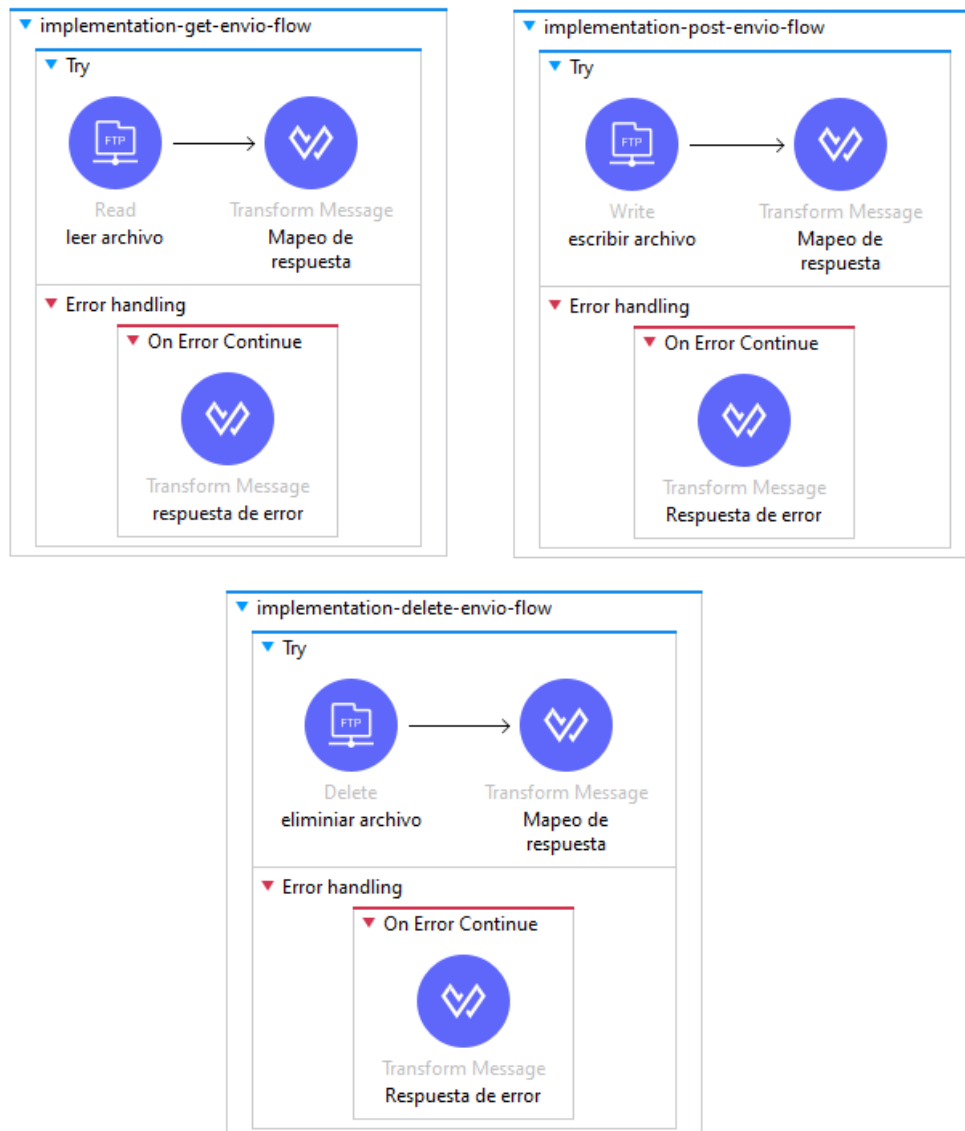 implementation-get-envio-flow
Try
FTP
Read
leer archivo
Transform Message
Mapeo de
respuesta
Error handling
On Error Continue
Transform Message
respuesta de error
implementation-post-envio-flow
Try
FTP
Write
escribir archivo
Transform Message
Mapeo de
respuesta
Error handling
On Error Continue
Transform Message
Respuesta de error
implementation-delete-envio-flow
Try
FTP
Delete
eliminiar archivo
Transform Message
Mapeo de
respuesta
Error handling
On Error Continue
Transform Message
Respuesta de error